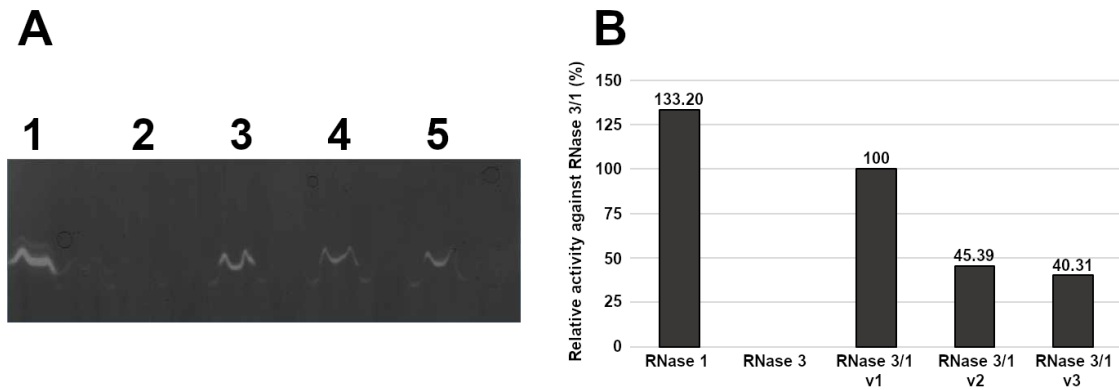 A
1 2 3 4 5
B
Relative activity against RNase 3/1 (%)
150
125
100
75
50
25
0
133.20
100
45.39
40.31
RNase 1
RNase 3
RNase 3/1
v1
RNase 3/1
v2
RNase 3/1
v3